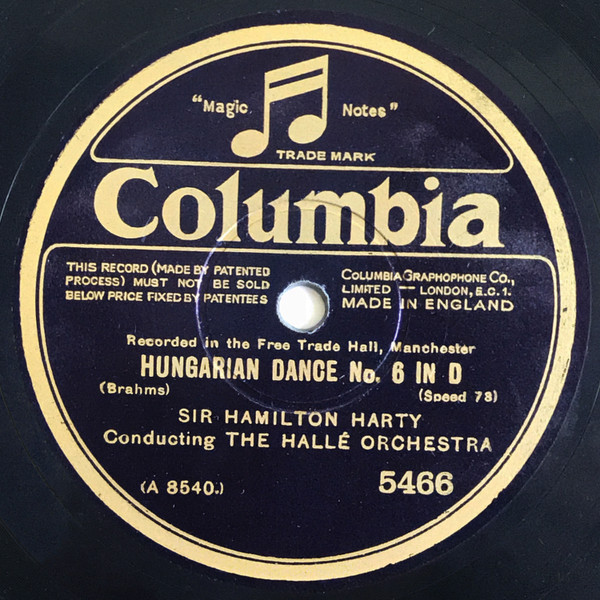 "Magic Notes"
TRADE MARK
Columbia
THIS RECORD (MADE BY PATENTED
PROCESS) MUST NOT BE SOLD
BELOW PRICE FIXED BY PATENTEES
COLUMBIA GRAPHOPHONE CO.,
LIMITED — LONDON, E.C.1.
MADE IN ENGLAND
Recorded in the Free Trade Hall, Manchester
HUNGARIAN DANCE No. 6 IN D
(Brahms) (Speed 78)
SIR HAMILTON HARTY
Conducting THE HALLÉ ORCHESTRA
(A 8540.) 5466